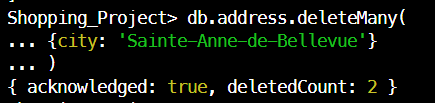 Shopping_Project> db.address.deleteMany(
... {city: 'Sainte-Anne-de-Bellevue'}
... )
{ acknowledged: true, deletedCount: 2 }